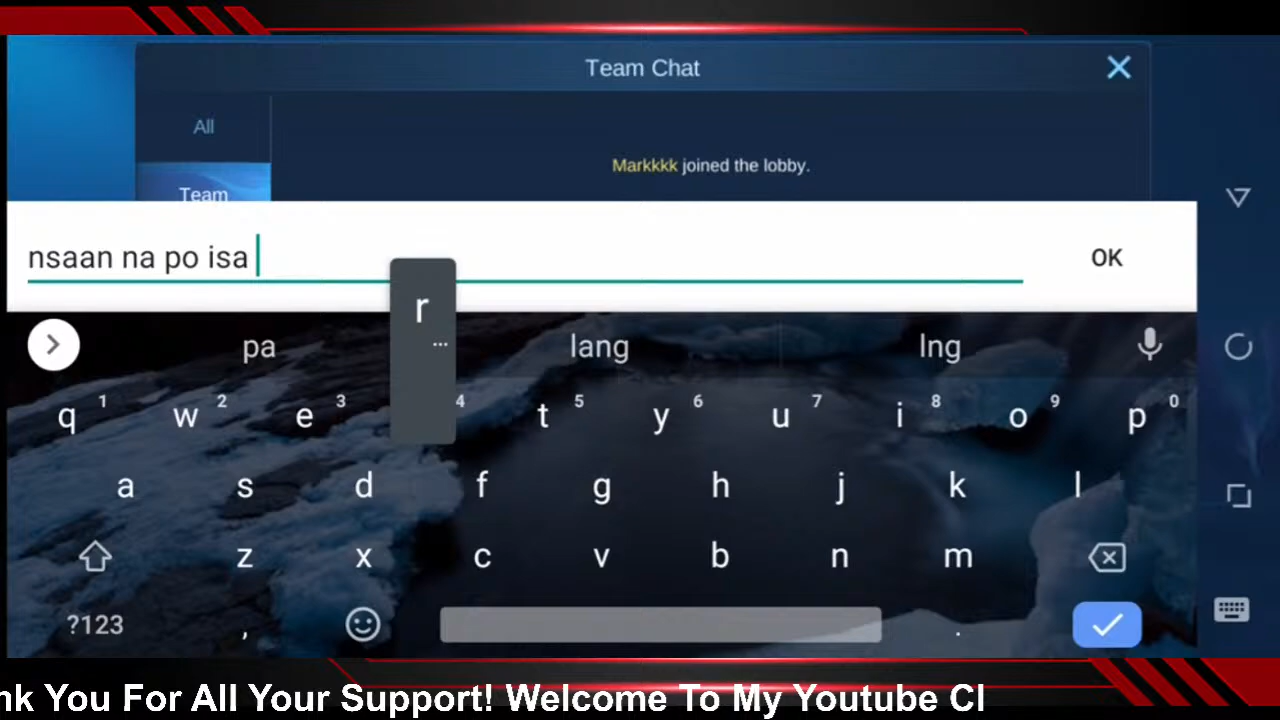 Team Chat
All
Markkkk joined the lobby.
Team
nsaan na po isa
OK
r
...
pa lang lng
q 1 w 2 e 3 4 t 5 y 6 u 7 i 8 o 9 p 0
a s d f g h j k l
z x c v b n m
?123 , .
nk You For All Your Support! Welcome To My Youtube Cl